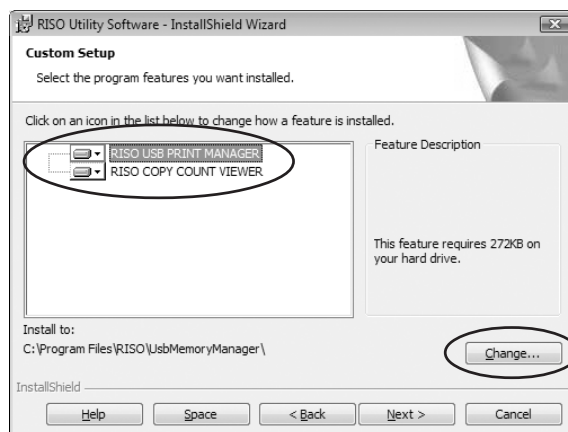 RISO Utility Software - InstallShield Wizard
Custom Setup
Select the program features you want installed.
Click on an icon in the list below to change how a feature is installed.
RISO USB PRINT MANAGER
RISO COPY COUNT VIEWER
Feature Description
This feature requires 272KB on
your hard drive.
Install to:
C:\Program Files\RISO\UsbMemoryManager\
Change...
InstallShield
Help Space < Back Next > Cancel